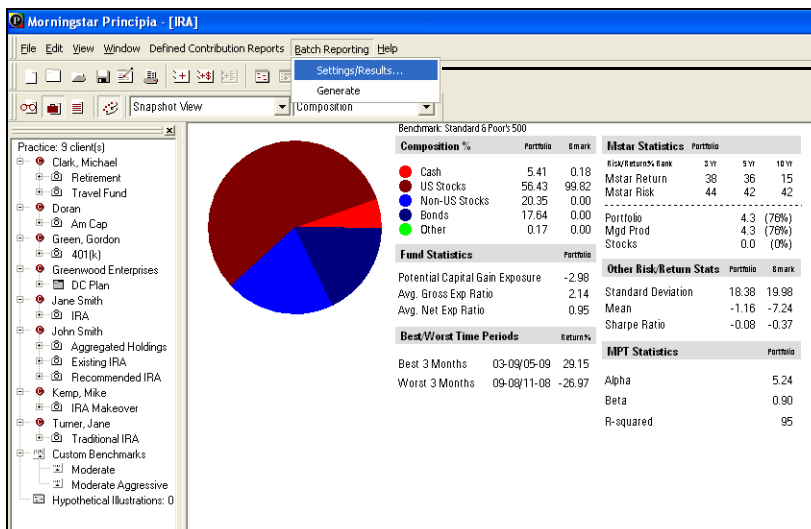 Morningstar Principia - [IRA]
File Edit View Window Defined Contribution Reports Batch Reporting Help
Settings/Results...
Generate
Snapshot View Composition
Practice: 9 client(s)
Clark, Michael
Retirement
Travel Fund
Doran
Am Cap
Green, Gordon
401(k)
Greenwood Enterprises
DC Plan
Jane Smith
IRA
John Smith
Aggregated Holdings
Existing IRA
Recommended IRA
Kemp, Mike
IRA Makeover
Turner, Jane
Traditional IRA
Custom Benchmarks
Moderate
Moderate Aggressive
Hypothetical Illustrations: 0
Benchmark: Standard & Poor's 500
Composition % Portfolio Bmark
Cash 5.41 0.18
US Stocks 56.43 99.82
Non-US Stocks 20.35 0.00
Bonds 17.64 0.00
Other 0.17 0.00
Fund Statistics Portfolio
Potential Capital Gain Exposure -2.98
Avg. Gross Exp Ratio 2.14
Avg. Net Exp Ratio 0.95
Best/Worst Time Periods Return%
Best 3 Months 03-09/05-09 29.15
Worst 3 Months 09-08/11-08 -26.97
Mstar Statistics Portfolio
Risk/Return% Rank 3 Yr 5 Yr 10 Yr
Mstar Return 38 36 15
Mstar Risk 44 42 42
Portfolio 4.3 (76%)
Mgd Prod 4.3 (76%)
Stocks 0.0 (0%)
Other Risk/Return Stats Portfolio Bmark
Standard Deviation 18.38 19.98
Mean -1.16 -7.24
Sharpe Ratio -0.08 -0.37
MPT Statistics Portfolio
Alpha 5.24
Beta 0.90
R-squared 95